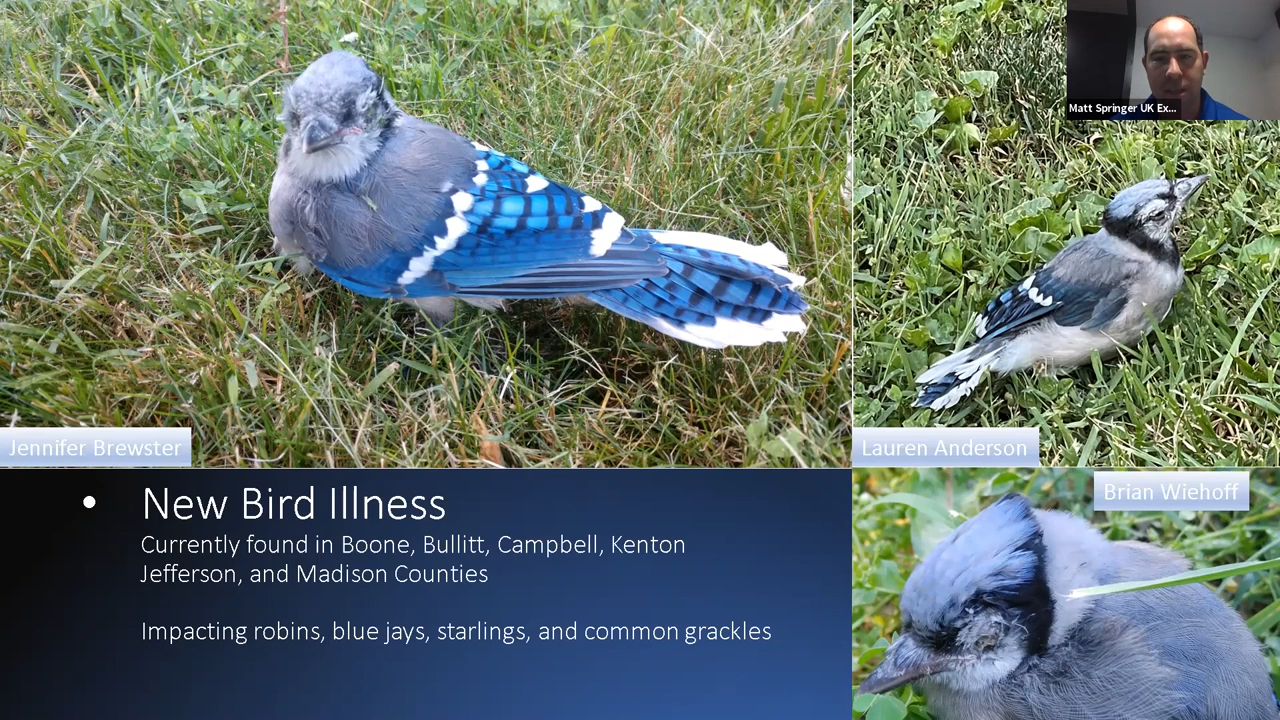 Matt Springer UK Ex...
Jennifer Brewster
Lauren Anderson
Brian Wiehoff
• New Bird Illness
Currently found in Boone, Bullitt, Campbell, Kenton
Jefferson, and Madison Counties
Impacting robins, blue jays, starlings, and common grackles